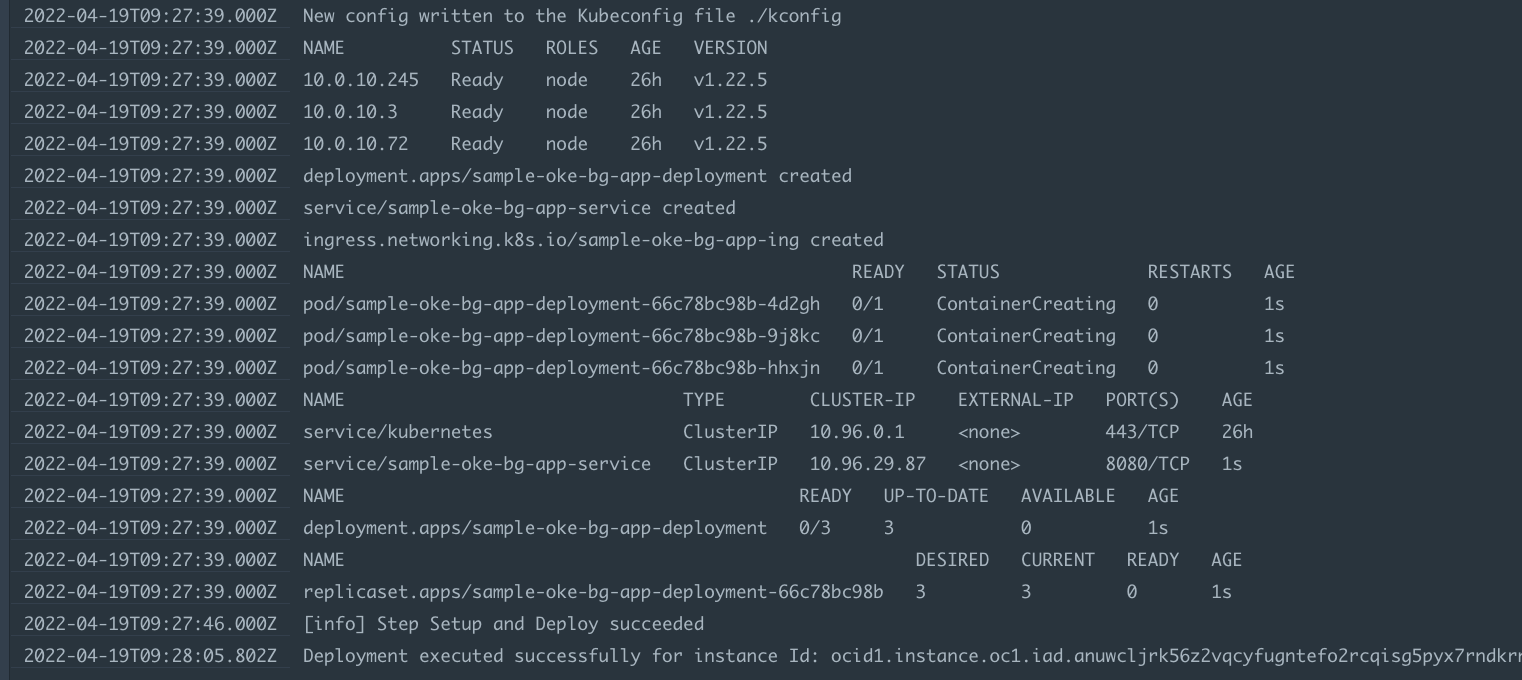 2022-04-19T09:27:39.000Z New config written to the Kubeconfig file ./kconfig
2022-04-19T09:27:39.000Z NAME STATUS ROLES AGE VERSION
2022-04-19T09:27:39.000Z 10.0.10.245 Ready node 26h v1.22.5
2022-04-19T09:27:39.000Z 10.0.10.3 Ready node 26h v1.22.5
2022-04-19T09:27:39.000Z 10.0.10.72 Ready node 26h v1.22.5
2022-04-19T09:27:39.000Z deployment.apps/sample-oke-bg-app-deployment created
2022-04-19T09:27:39.000Z service/sample-oke-bg-app-service created
2022-04-19T09:27:39.000Z ingress.networking.k8s.io/sample-oke-bg-app-ing created
2022-04-19T09:27:39.000Z NAME READY STATUS RESTARTS AGE
2022-04-19T09:27:39.000Z pod/sample-oke-bg-app-deployment-66c78bc98b-4d2gh 0/1 ContainerCreating 0 1s
2022-04-19T09:27:39.000Z pod/sample-oke-bg-app-deployment-66c78bc98b-9j8kc 0/1 ContainerCreating 0 1s
2022-04-19T09:27:39.000Z pod/sample-oke-bg-app-deployment-66c78bc98b-hhxjn 0/1 ContainerCreating 0 1s
2022-04-19T09:27:39.000Z NAME TYPE CLUSTER-IP EXTERNAL-IP PORT(S) AGE
2022-04-19T09:27:39.000Z service/kubernetes ClusterIP 10.96.0.1 <none> 443/TCP 26h
2022-04-19T09:27:39.000Z service/sample-oke-bg-app-service ClusterIP 10.96.29.87 <none> 8080/TCP 1s
2022-04-19T09:27:39.000Z NAME READY UP-TO-DATE AVAILABLE AGE
2022-04-19T09:27:39.000Z deployment.apps/sample-oke-bg-app-deployment 0/3 3 0 1s
2022-04-19T09:27:39.000Z NAME DESIRED CURRENT READY AGE
2022-04-19T09:27:39.000Z replicaset.apps/sample-oke-bg-app-deployment-66c78bc98b 3 3 0 1s
2022-04-19T09:27:46.000Z [info] Step Setup and Deploy succeeded
2022-04-19T09:28:05.802Z Deployment executed successfully for instance Id: